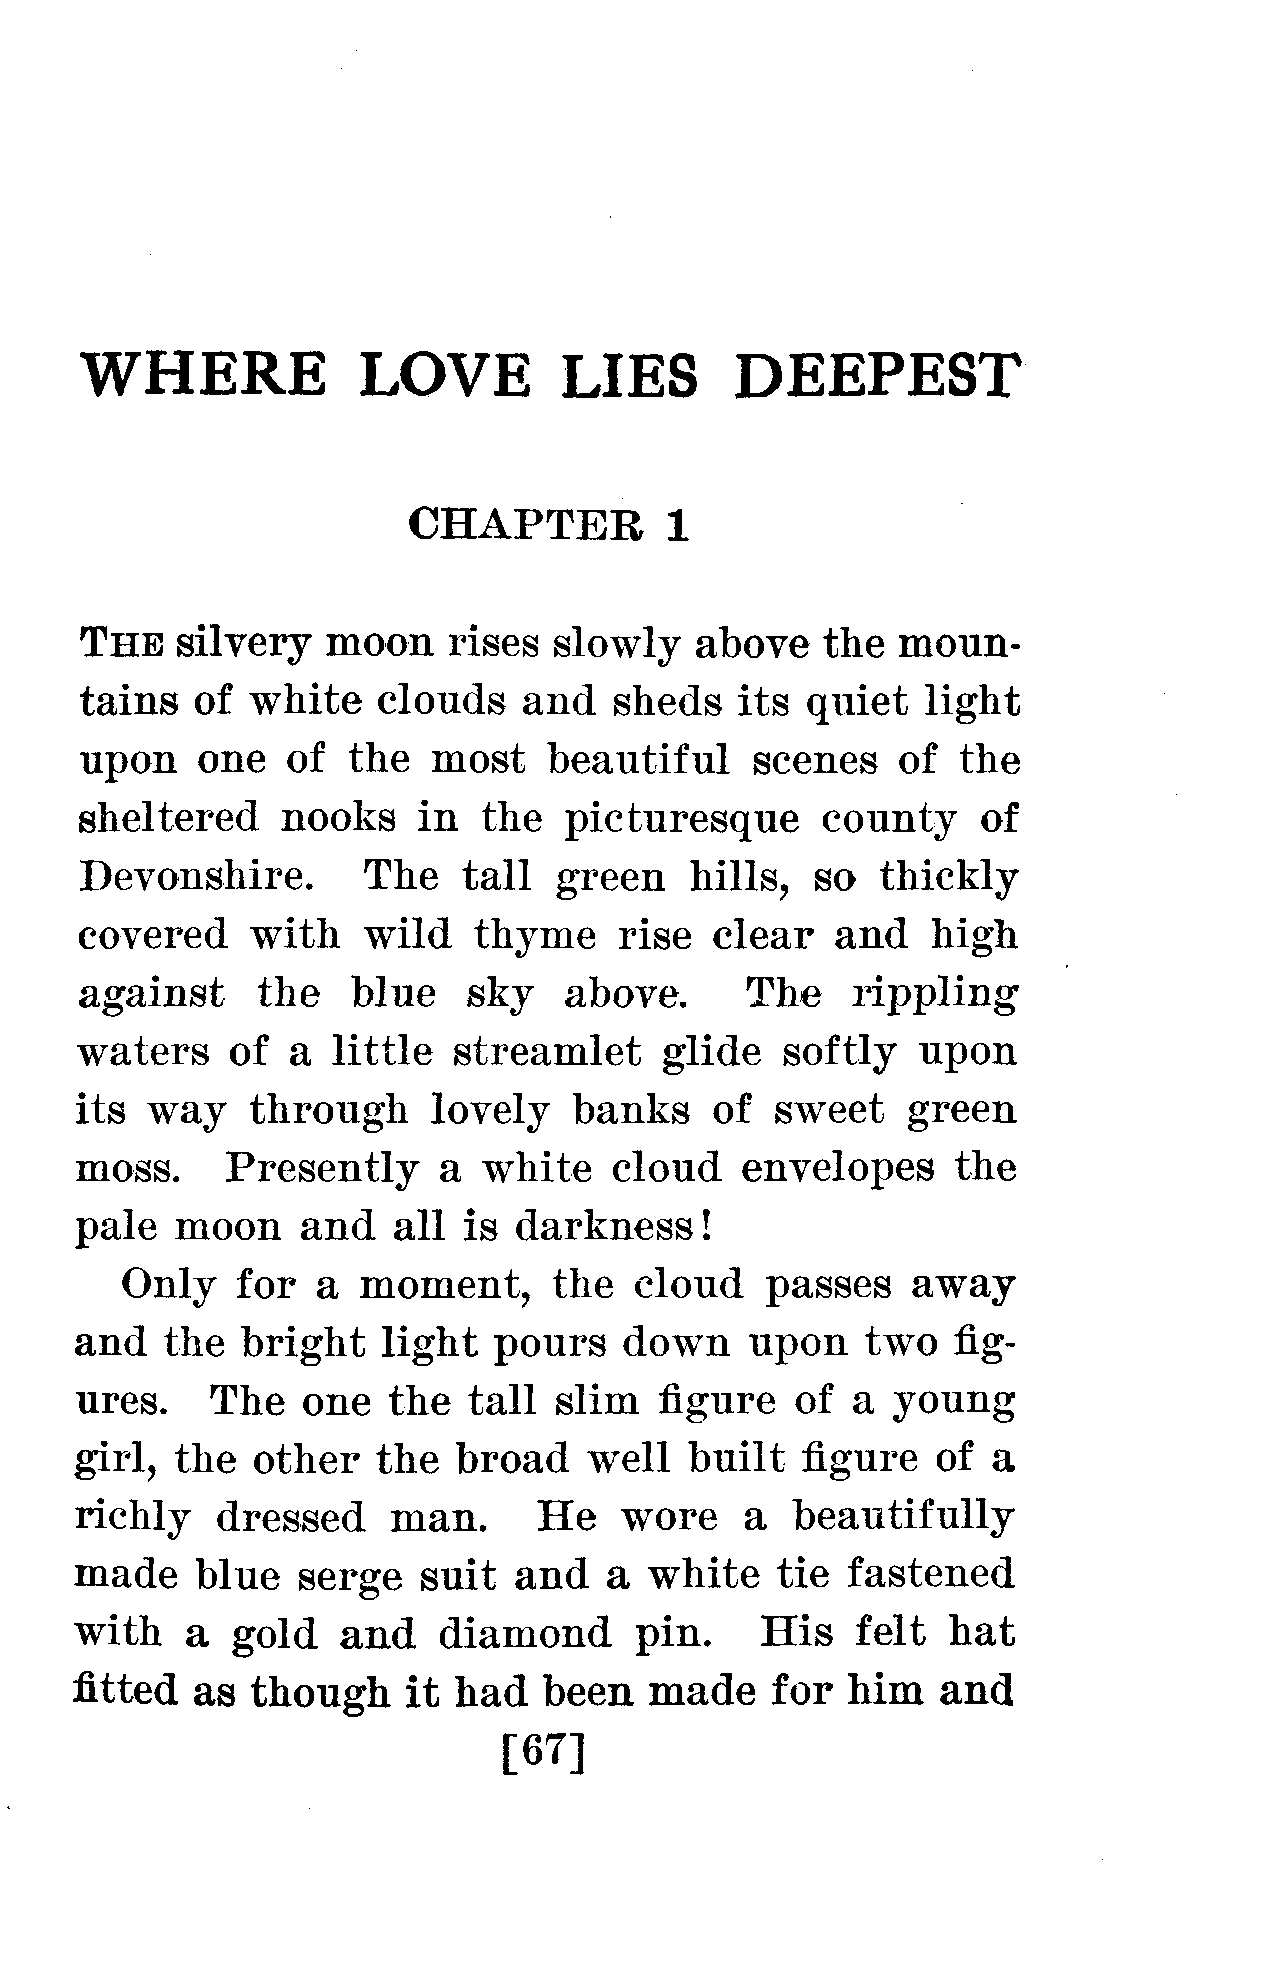 WHERE LOVE LIES DEEPEST
CHAPTER 1
THE silvery moon rises slowly above the moun-
tains of white clouds and sheds its quiet light
upon one of the most beautiful scenes of the
sheltered nooks in the picturesque county of
Devonshire. The tall green hills, so thickly
covered with wild thyme rise clear and high
against the blue sky above. The rippling
waters of a little streamlet glide softly upon
its way through lovely banks of sweet green
moss. Presently a white cloud envelopes the
pale moon and all is darkness!
Only for a moment, the cloud passes away
and the bright light pours down upon two fig-
ures. The one the tall slim figure of a young
girl, the other the broad well built figure of a
richly dressed man. He wore a beautifully
made blue serge suit and a white tie fastened
with a gold and diamond pin. His felt hat
fitted as though it had been made for him and
[67]